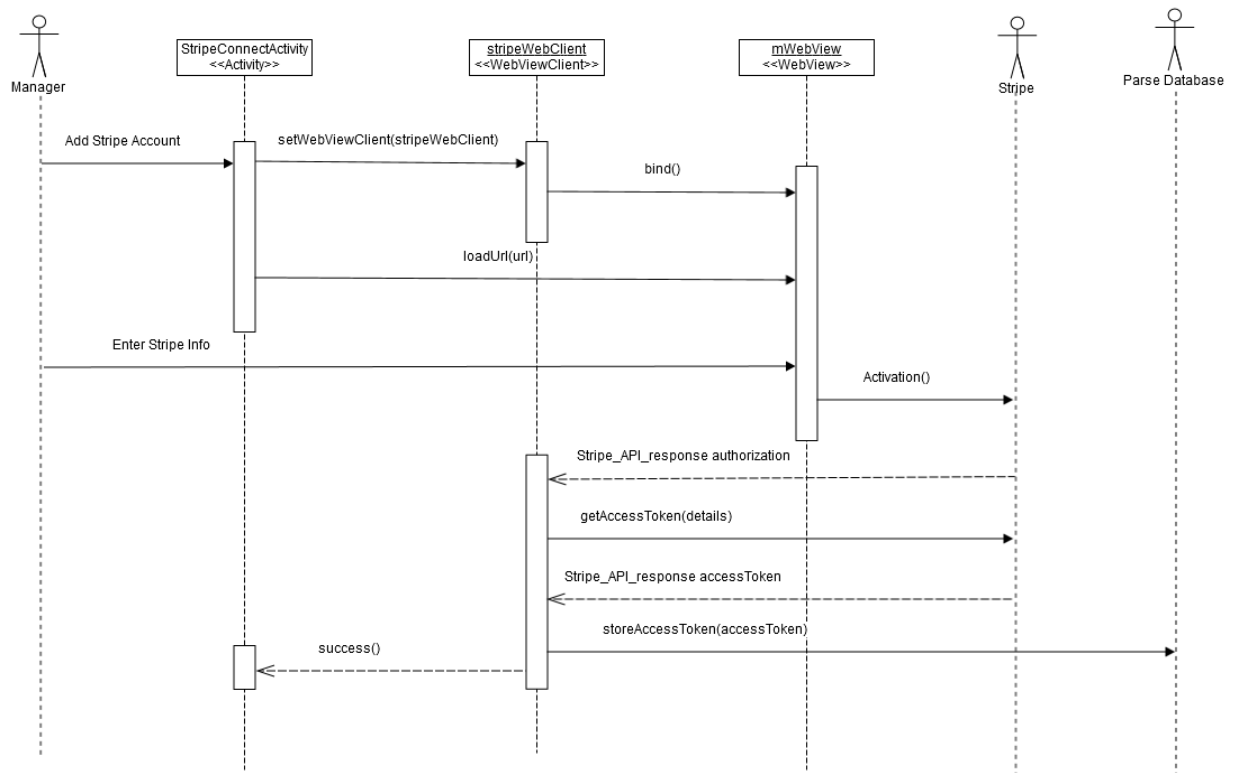 Manager
StripeConnectActivity
<<Activity>>
stripeWebClient
<<WebViewClient>>
mWebView
<<WebView>>
Stripe
Parse Database
Add Stripe Account
setWebViewClient(stripeWebClient)
bind()
loadUrl(url)
Enter Stripe Info
Activation()
Stripe_API_response authorization
getAccessToken(details)
Stripe_API_response accessToken
storeAccessToken(accessToken)
success()